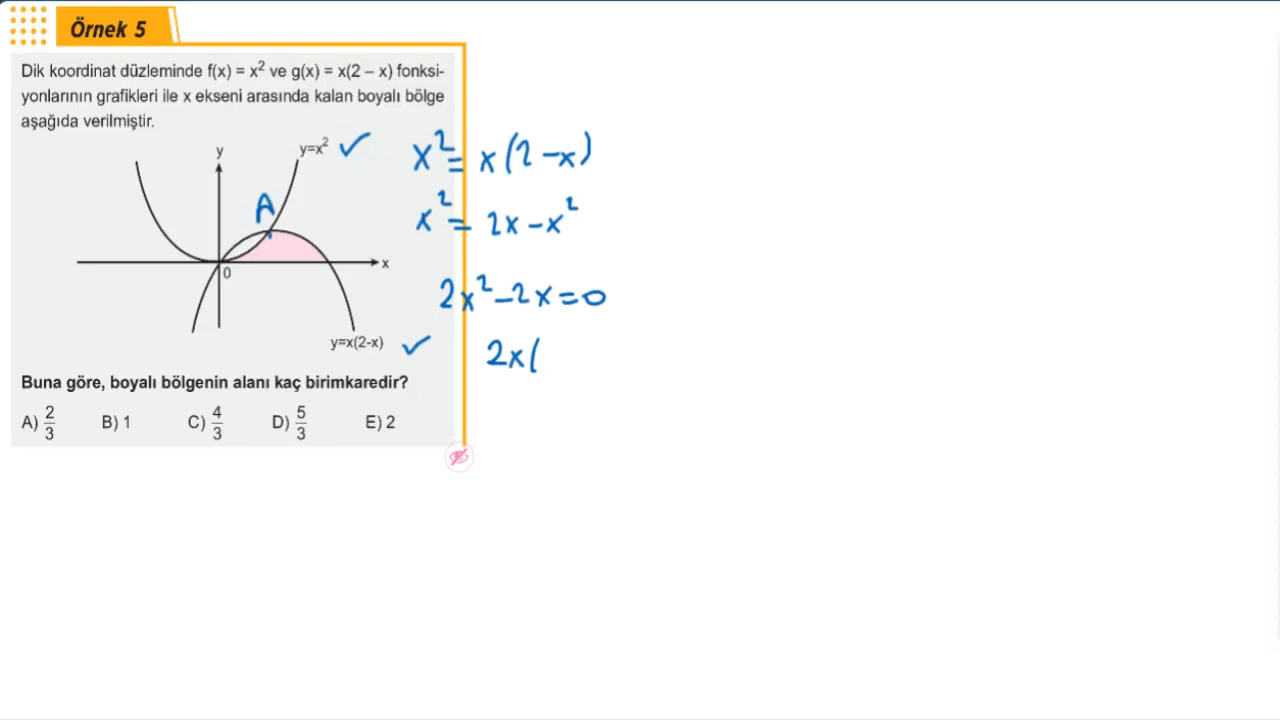 Örnek 5
Dik koordinat düzleminde f(x) = x² ve g(x) = x(2 – x) fonksi-
yonlarının grafikleri ile x ekseni arasında kalan boyalı bölge
aşağıda verilmiştir.
y
y=x²
A
x
0
y=x(2-x)
Buna göre, boyalı bölgenin alanı kaç birimkaredir?
A) 2/3 B) 1 C) 4/3 D) 5/3 E) 2
x² = x(2-x)
x² = 2x-x²
2x²-2x=0
2x(